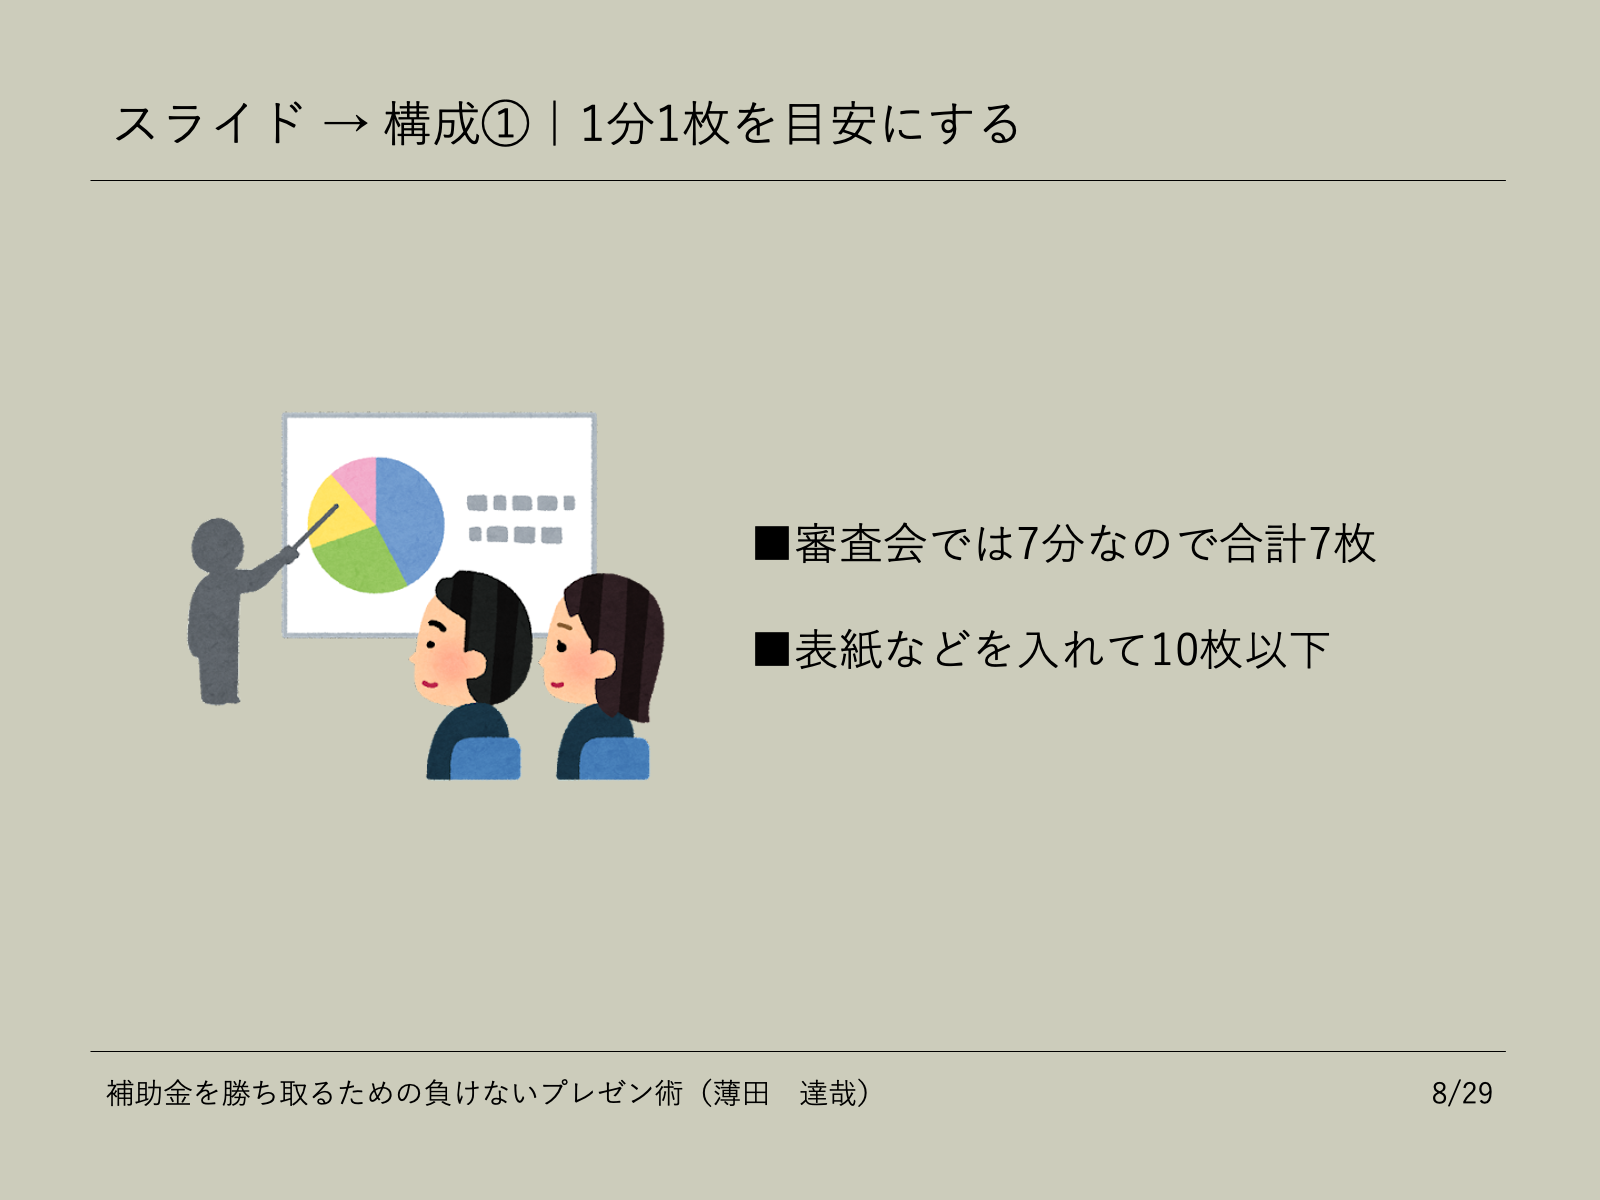 スライド → 構成①｜1分1枚を目安にする
■審査会では7分なので合計7枚
■表紙などを入れて10枚以下
補助金を勝ち取るための負けないプレゼン術（薄田　達哉）
8/29